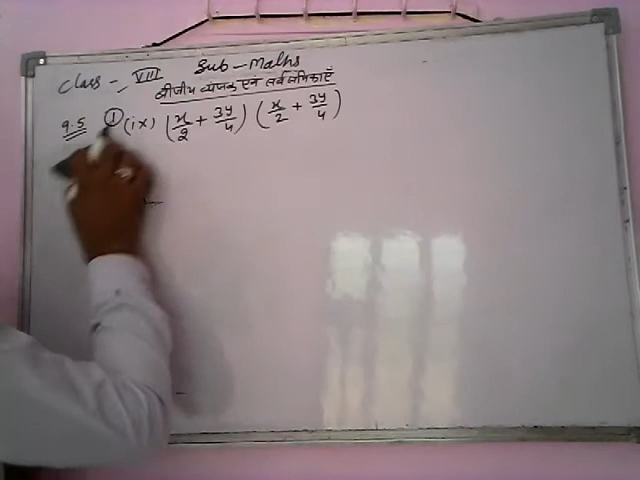 Class -, VIII Sub - Maths
बीजीय व्यंजक एवं सर्वसमिकाएँ
9.5 ① (ix) (x/2 + 3y/4) (x/2 + 3y/4)